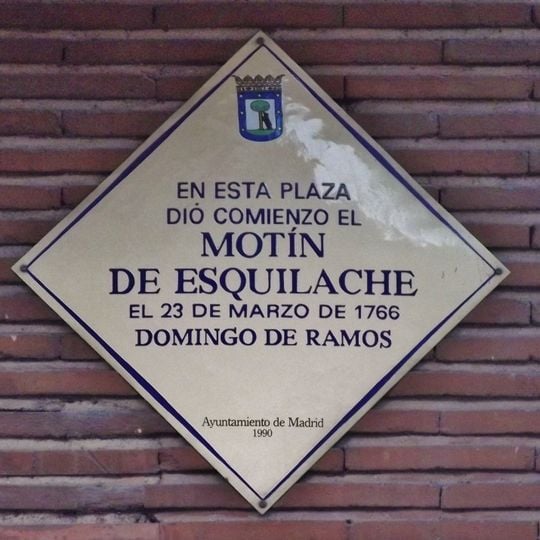 EN ESTA PLAZA
DIÓ COMIENZO EL
MOTÍN
DE ESQUILACHE
EL 23 DE MARZO DE 1766
DOMINGO DE RAMOS
Ayuntamiento de Madrid
1990